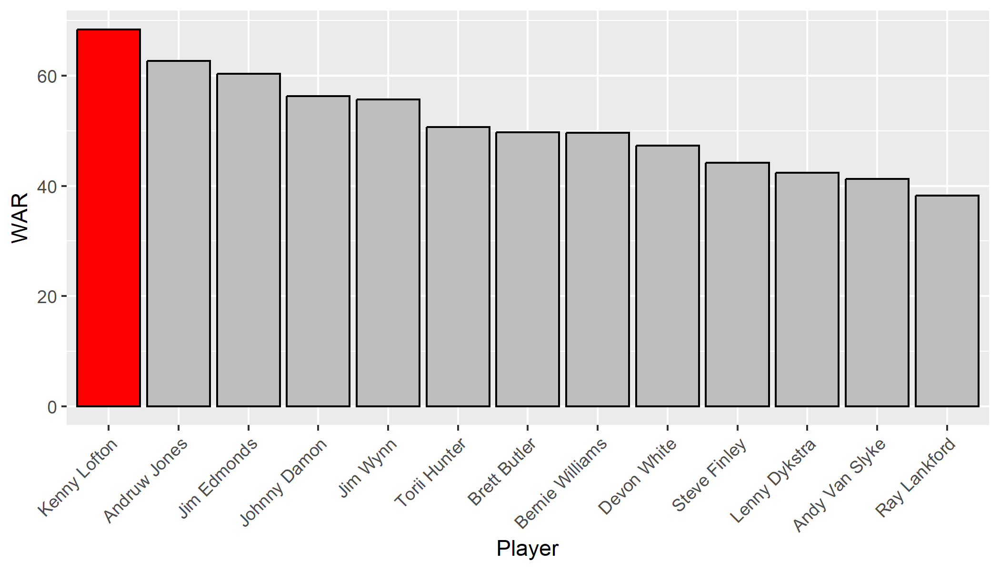 WAR
60
40
20
0
Kenny Lofton
Andruw Jones
Jim Edmonds
Johnny Damon
Jim Wynn
Torii Hunter
Brett Butler
Bernie Williams
Devon White
Steve Finley
Lenny Dykstra
Andy Van Slyke
Ray Lankford
Player